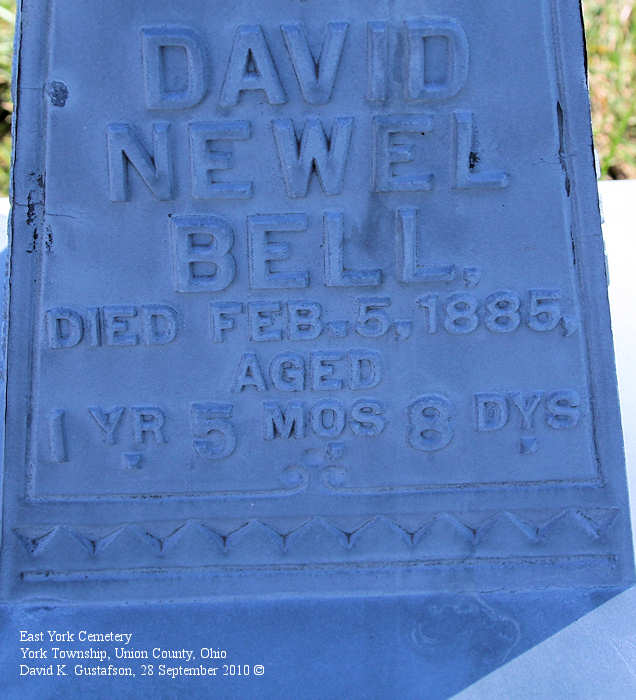 DAVID
NEWEL
BELL,
DIED FEB. 5, 1885,
AGED
1 YR 5 MOS 8 DYS
East York Cemetery
York Township, Union County, Ohio
David K. Gustafson, 28 September 2010 ©